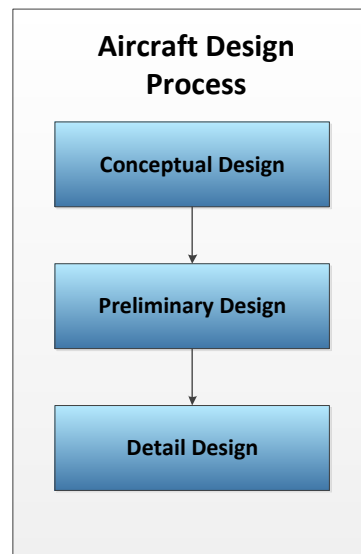 Aircraft Design
Process
Conceptual Design
Preliminary Design
Detail Design